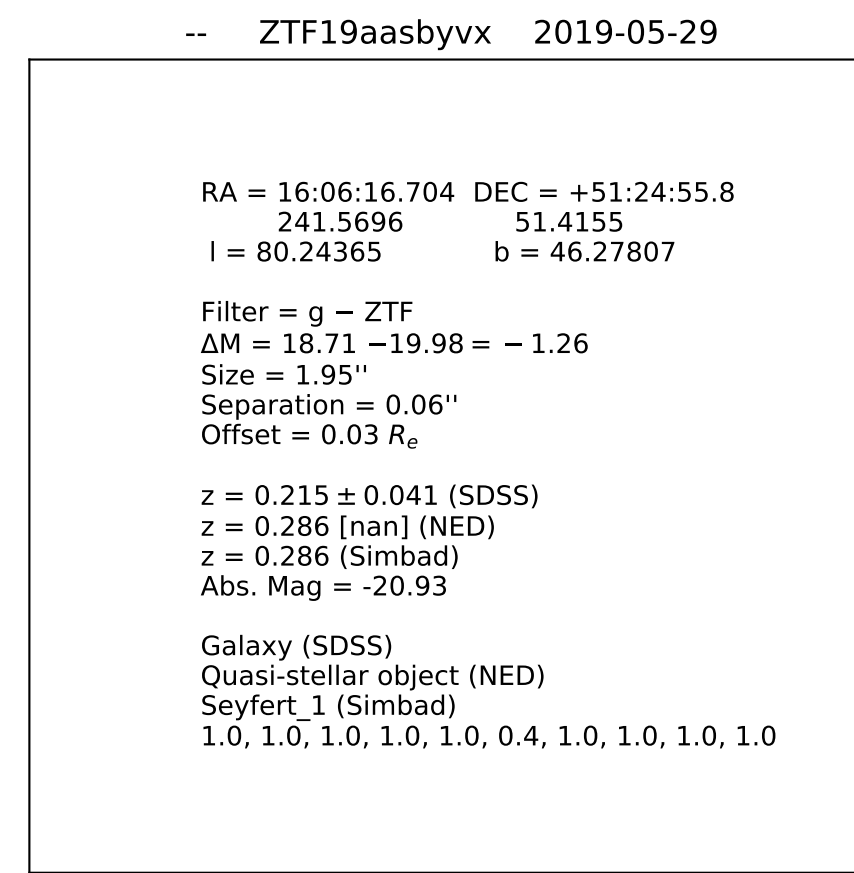 -- ZTF19aasbyvx 2019-05-29
RA = 16:06:16.704 DEC = +51:24:55.8
241.5696 51.4155
l = 80.24365 b = 46.27807
Filter = g − ZTF
ΔM = 18.71 −19.98 = − 1.26
Size = 1.95''
Separation = 0.06''
Offset = 0.03 Rₑ
z = 0.215 ± 0.041 (SDSS)
z = 0.286 [nan] (NED)
z = 0.286 (Simbad)
Abs. Mag = -20.93
Galaxy (SDSS)
Quasi-stellar object (NED)
Seyfert_1 (Simbad)
1.0, 1.0, 1.0, 1.0, 1.0, 0.4, 1.0, 1.0, 1.0, 1.0